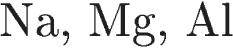 Na, Mg, Al